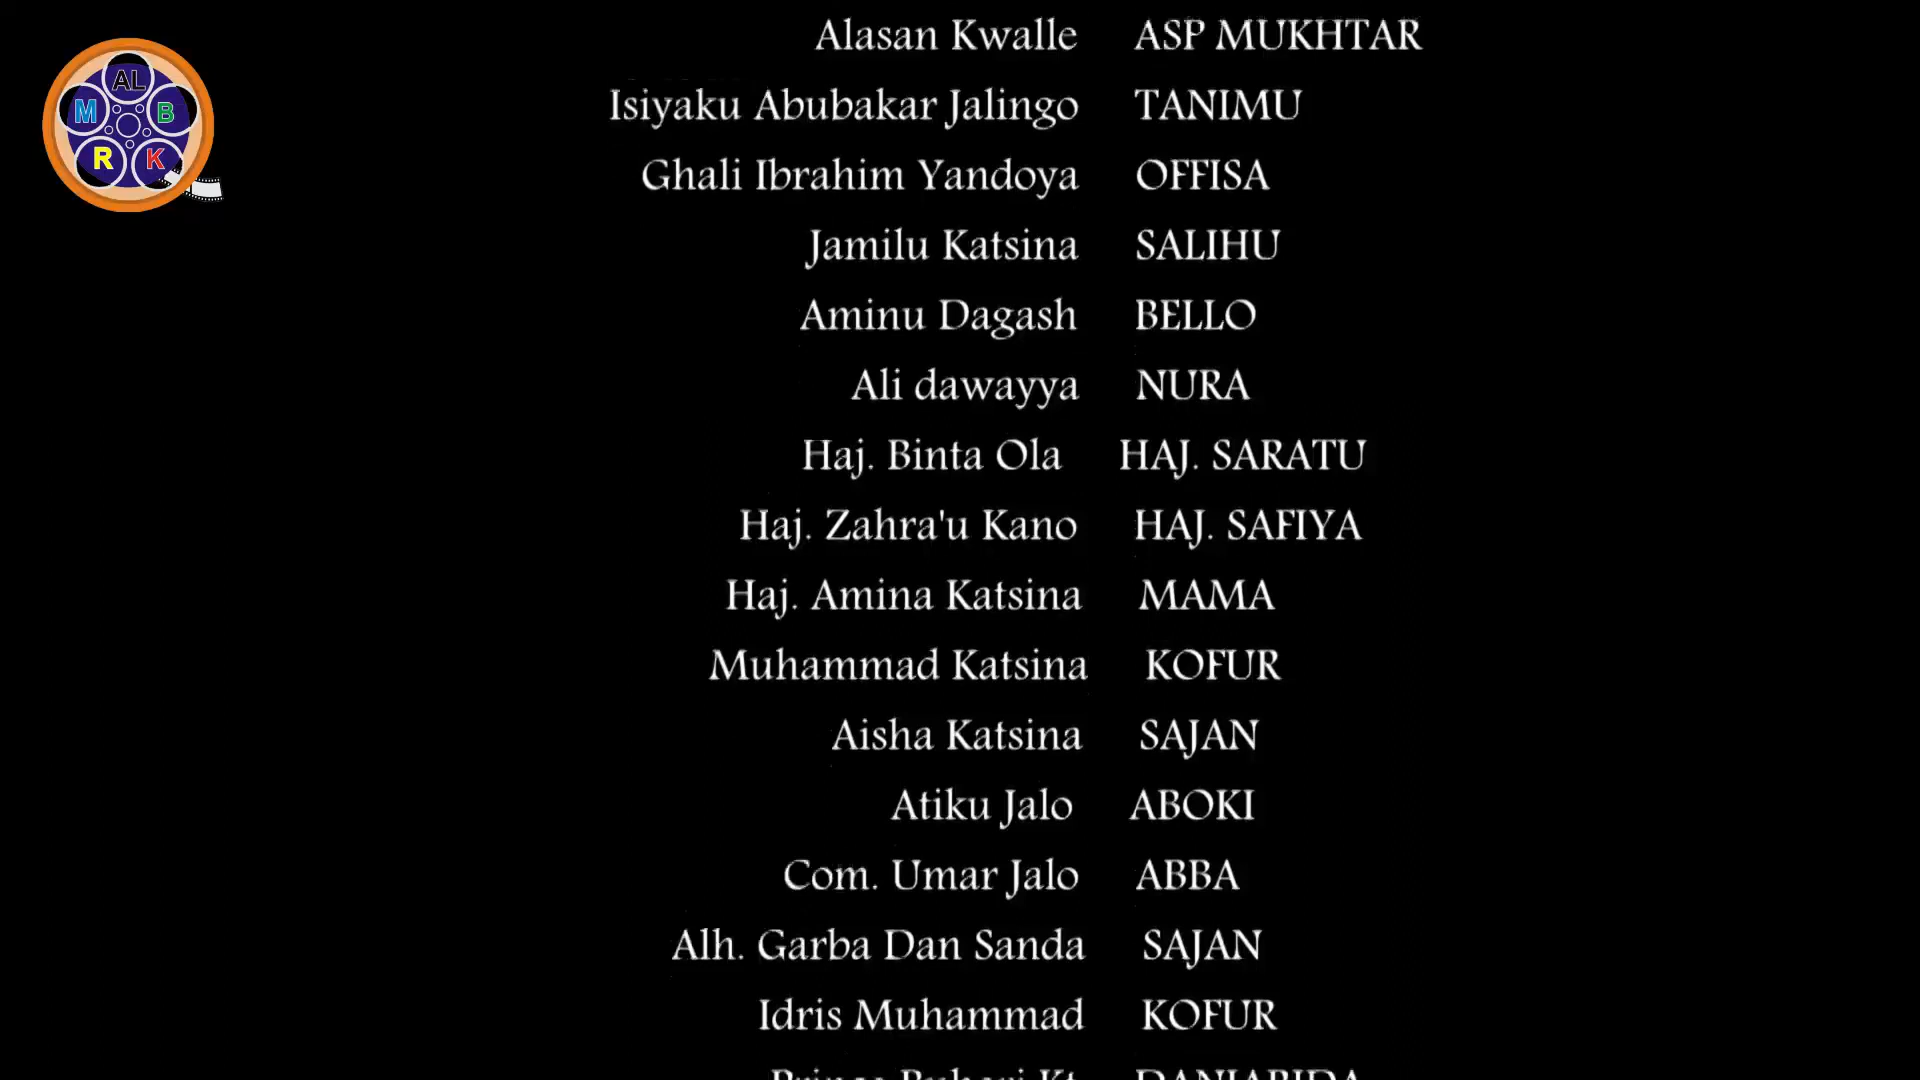 AL
M B
R K
Alasan Kwalle ASP MUKHTAR
Isiyaku Abubakar Jalingo TANIMU
Ghali Ibrahim Yandoya OFFISA
Jamilu Katsina SALIHU
Aminu Dagash BELLO
Ali dawayya NURA
Haj. Binta Ola HAJ. SARATU
Haj. Zahra'u Kano HAJ. SAFIYA
Haj. Amina Katsina MAMA
Muhammad Katsina KOFUR
Aisha Katsina SAJAN
Atiku Jalo ABOKI
Com. Umar Jalo ABBA
Alh. Garba Dan Sanda SAJAN
Idris Muhammad KOFUR